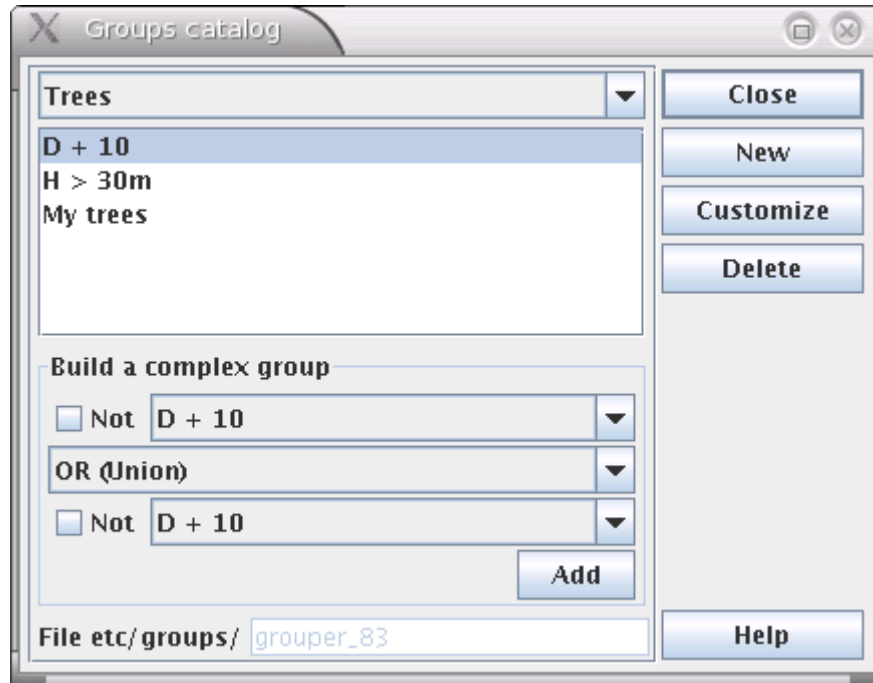 Groups catalog
Trees
Close
D + 10
New
H > 30m
My trees
Customize
Delete
Build a complex group
Not D + 10
OR (Union)
Not D + 10
Add
File etc/groups/ grouper_83
Help